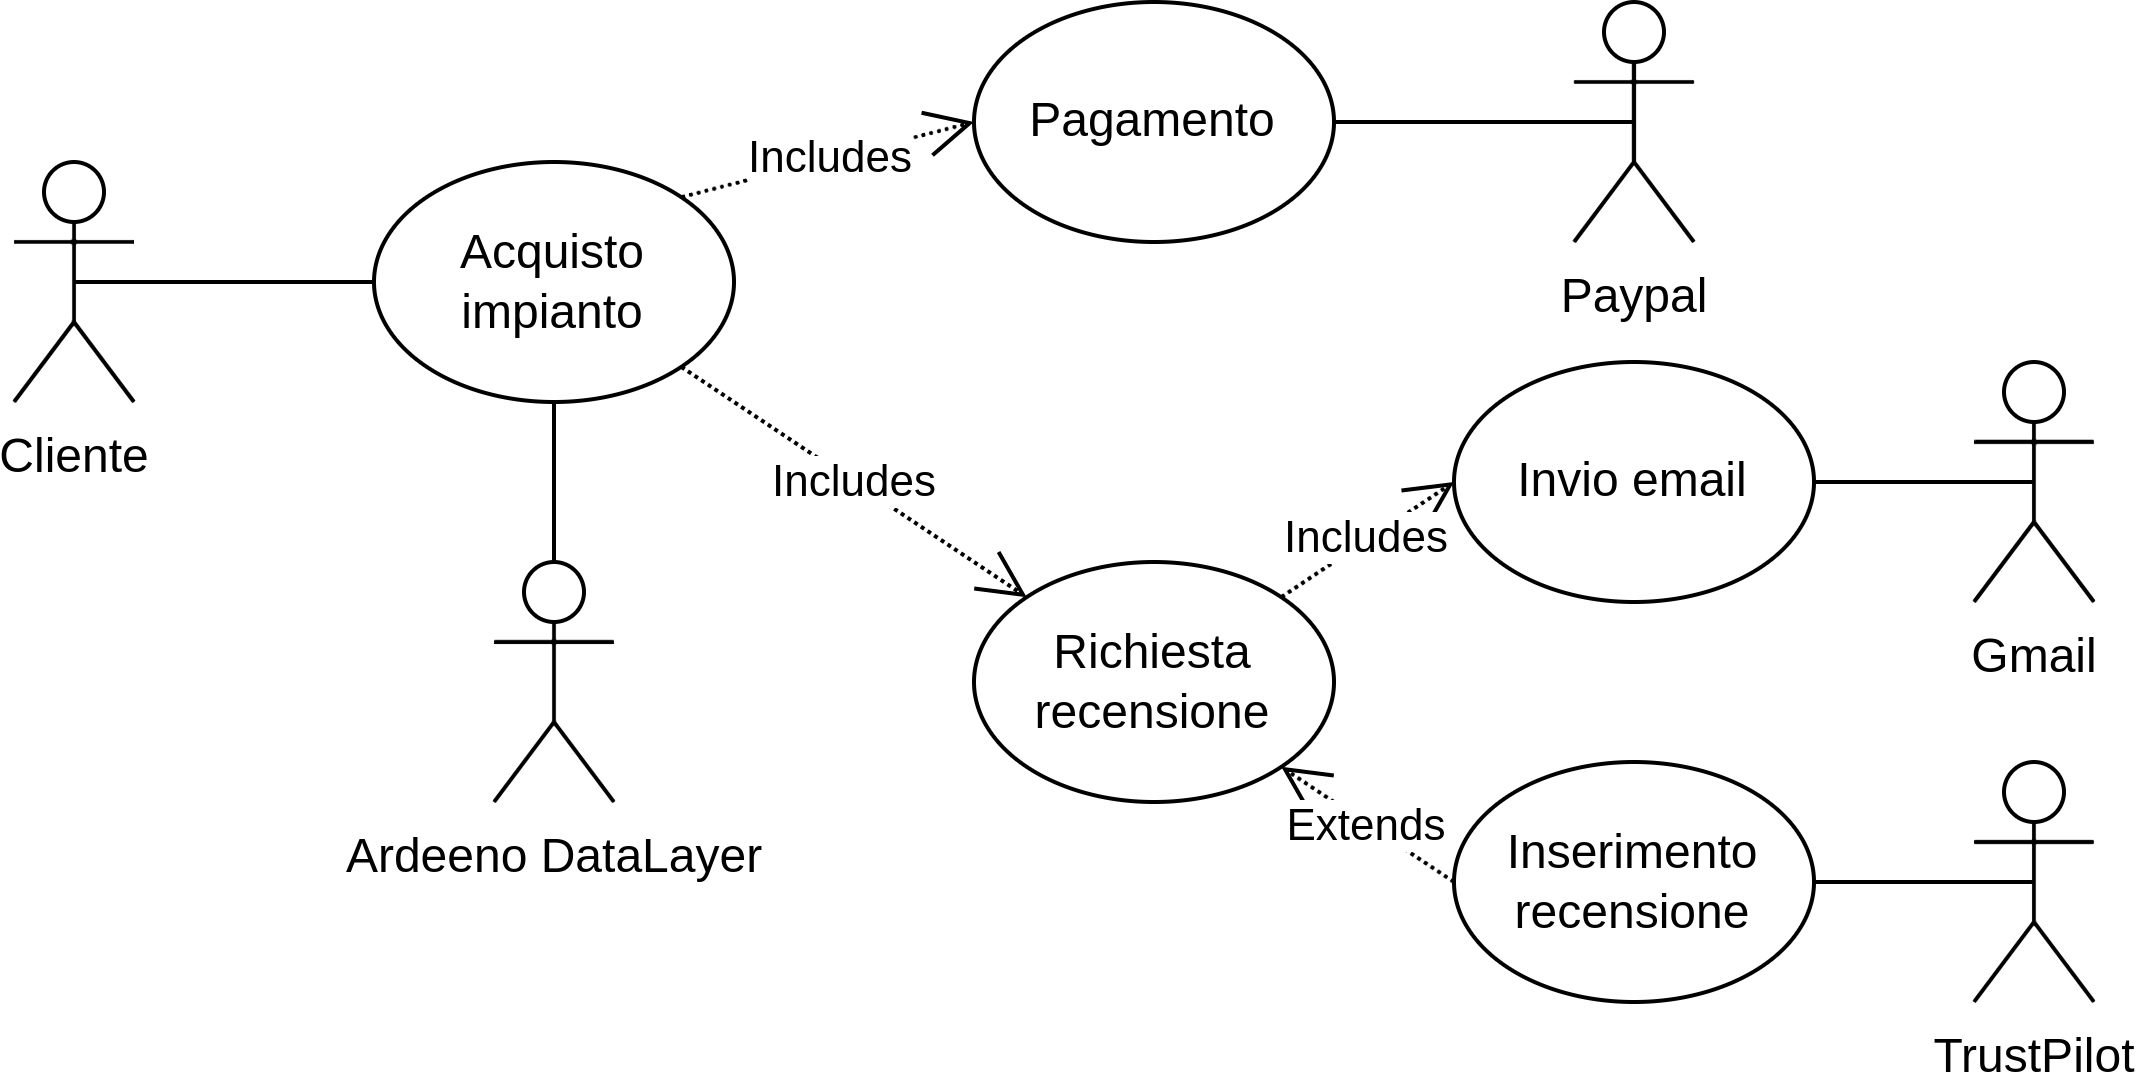 Pagamento
Includes
Acquisto
impianto
Paypal
Cliente
Includes
Invio email
Includes
Richiesta
recensione
Gmail
Extends
Inserimento
recensione
Ardeeno DataLayer
TrustPilot